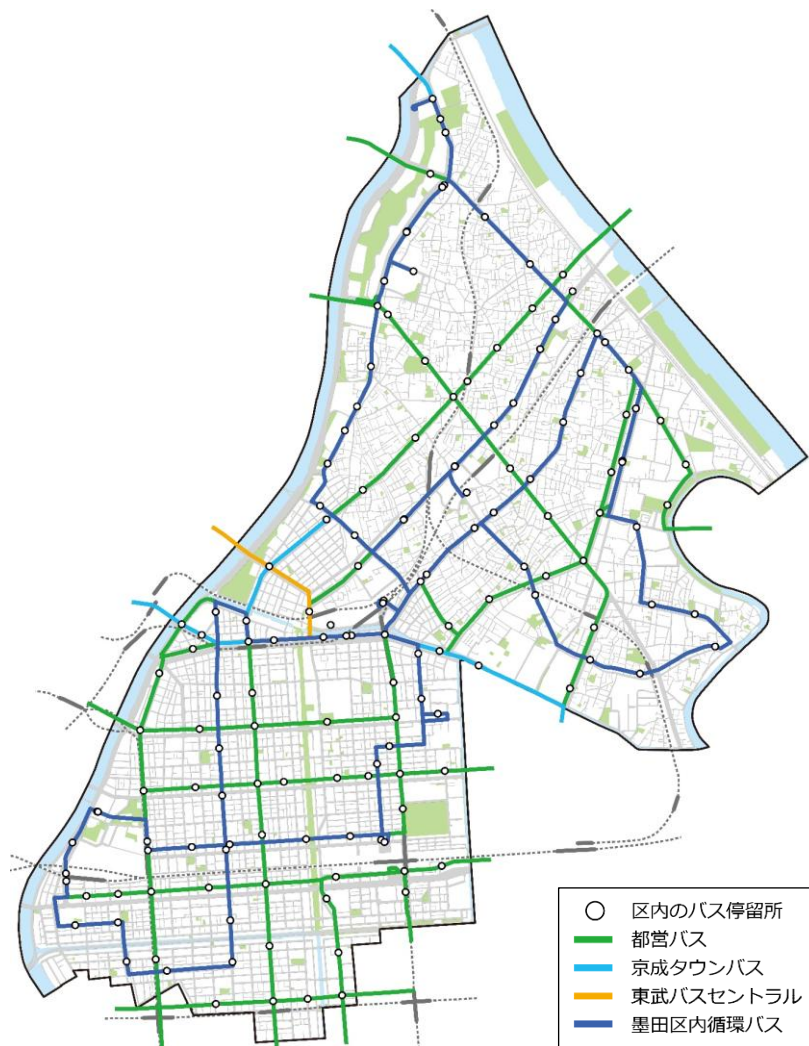 区内のバス停留所
都営バス
京成タウンバス
東武バスセントラル
墨田区内循環バス